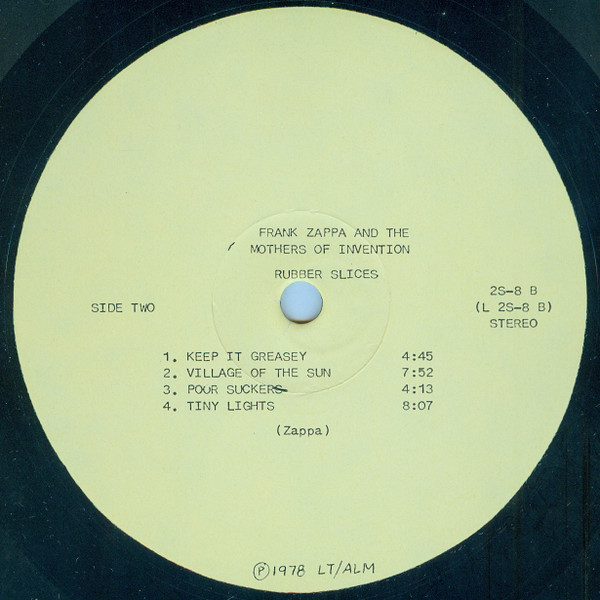 FRANK ZAPPA AND THE
MOTHERS OF INVENTION
RUBBER SLICES
SIDE TWO
2S-8 B
(L 2S-8 B)
STEREO
1. KEEP IT GREASEY 4:45
2. VILLAGE OF THE SUN 7:52
3. POUR SUCKERS 4:13
4. TINY LIGHTS 8:07
(Zappa)
Ⓟ1978 LT/ALM